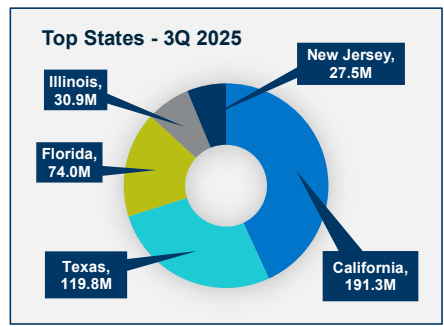 Top States - 3Q 2025
New Jersey,
27.5M
Illinois,
30.9M
Florida,
74.0M
Texas,
119.8M
California,
191.3M